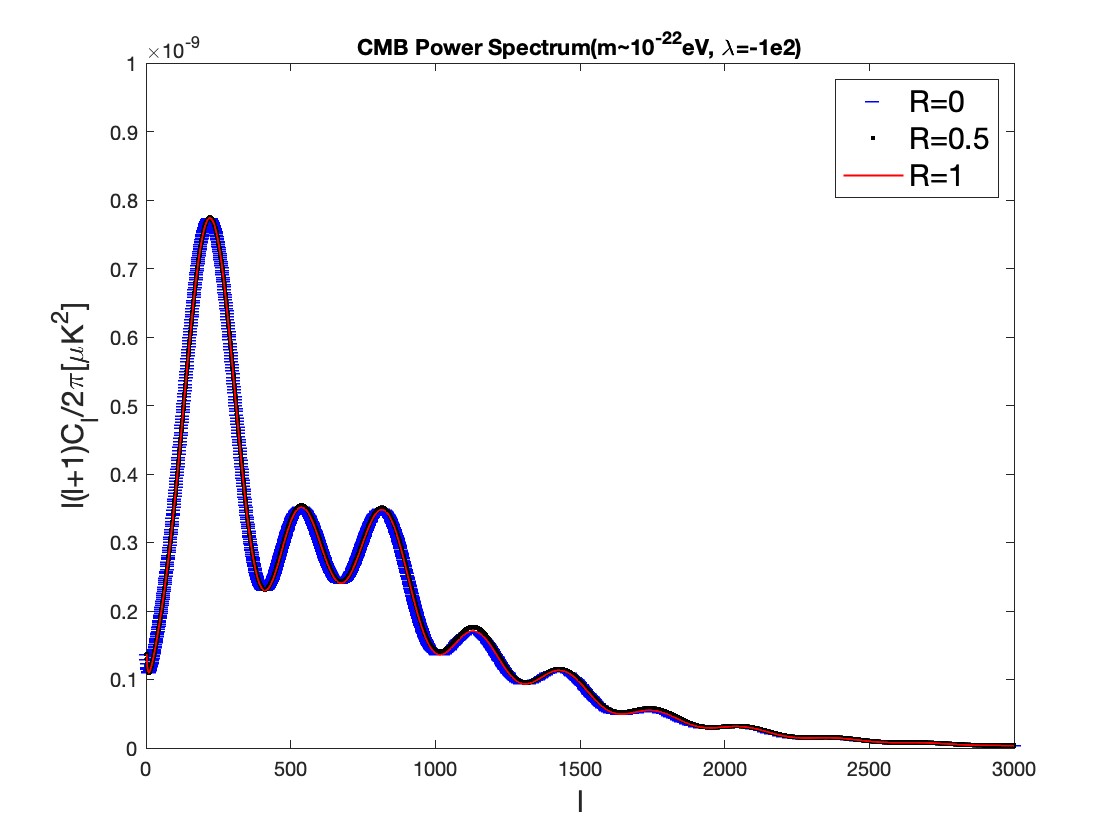 CMB Power Spectrum(m~10⁻²²eV, λ=-1e2)
×10⁻⁹
1
0.9
0.8
0.7
0.6
0.5
0.4
0.3
0.2
0.1
0
l(l+1)C_l/2π[μK²]
R=0
R=0.5
R=1
0 500 1000 1500 2000 2500 3000
l